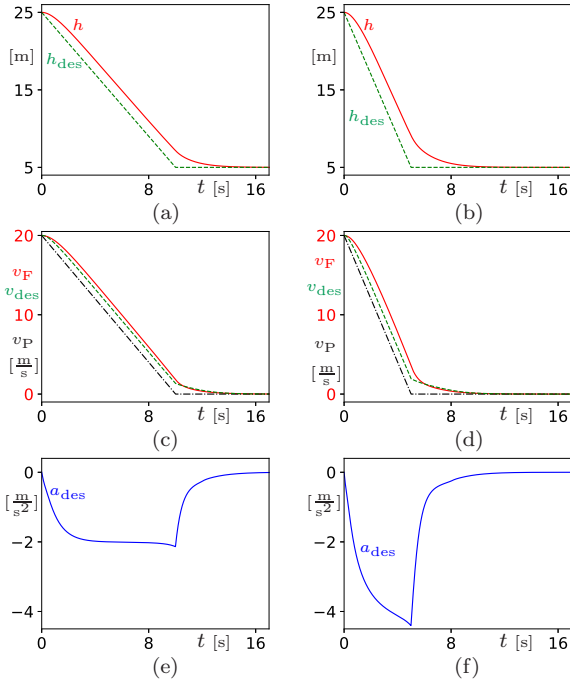 25
[m]
15
5
h
h_des
0
8
16
t [s]
(a)
25
[m]
15
5
h
h_des
0
8
16
t [s]
(b)
20
v_F
v_des
10
v_P
[m/s]
0
0
8
16
t [s]
(c)
20
v_F
v_des
10
v_P
[m/s]
0
0
8
16
t [s]
(d)
0
[m/s2]
−2
−4
a_des
0
8
16
t [s]
(e)
0
[m/s2]
−2
−4
a_des
0
8
16
t [s]
(f)